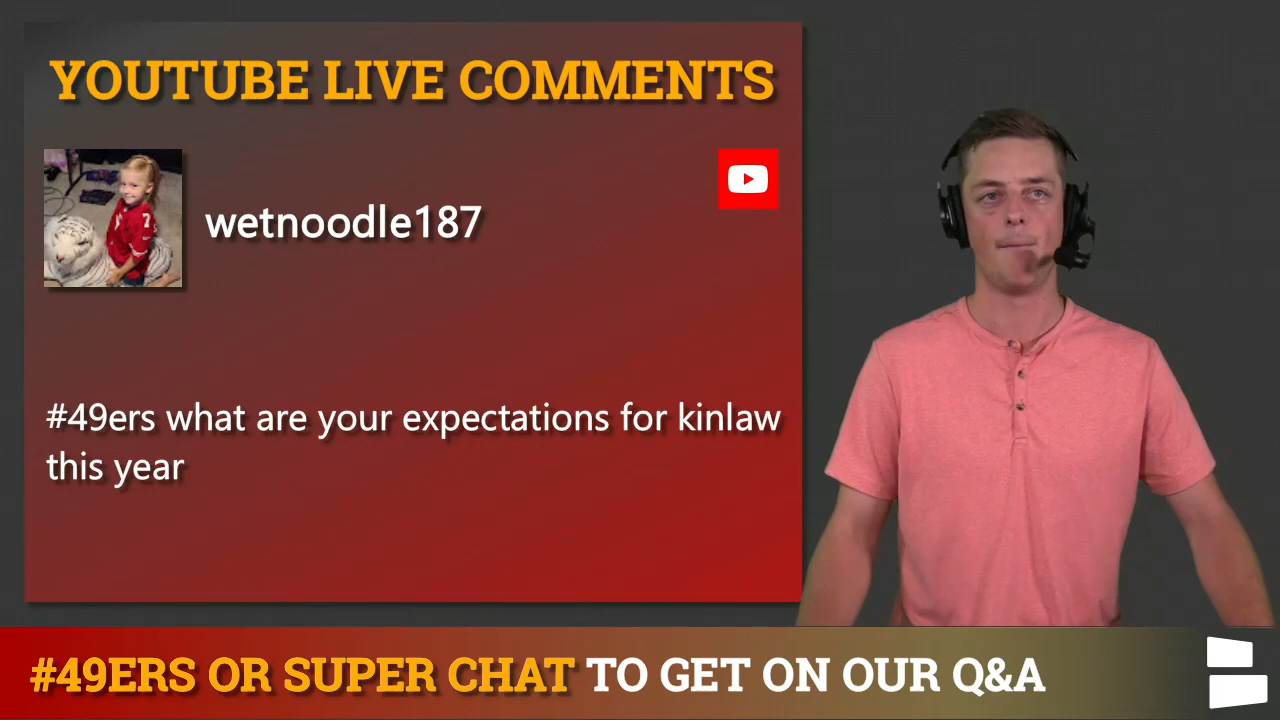 YOUTUBE LIVE COMMENTS
wetnoodle187
7
#49ers what are your expectations for kinlaw
this year
#49ERS OR SUPER CHAT TO GET ON OUR Q&A